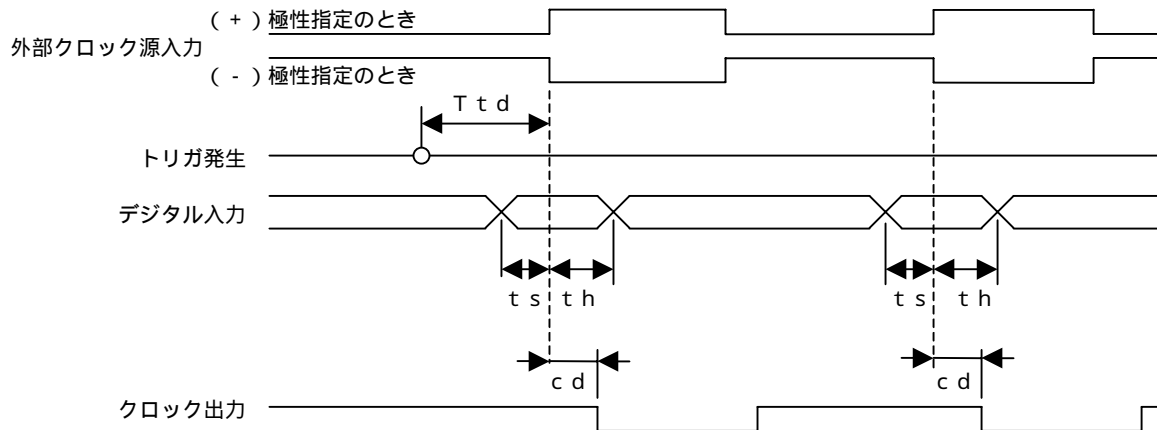 ( + ) 極性指定のとき
外部クロック源入力
( - ) 極性指定のとき
Ttd
トリガ発生
デジタル入力
ts th ts th
cd cd
クロック出力